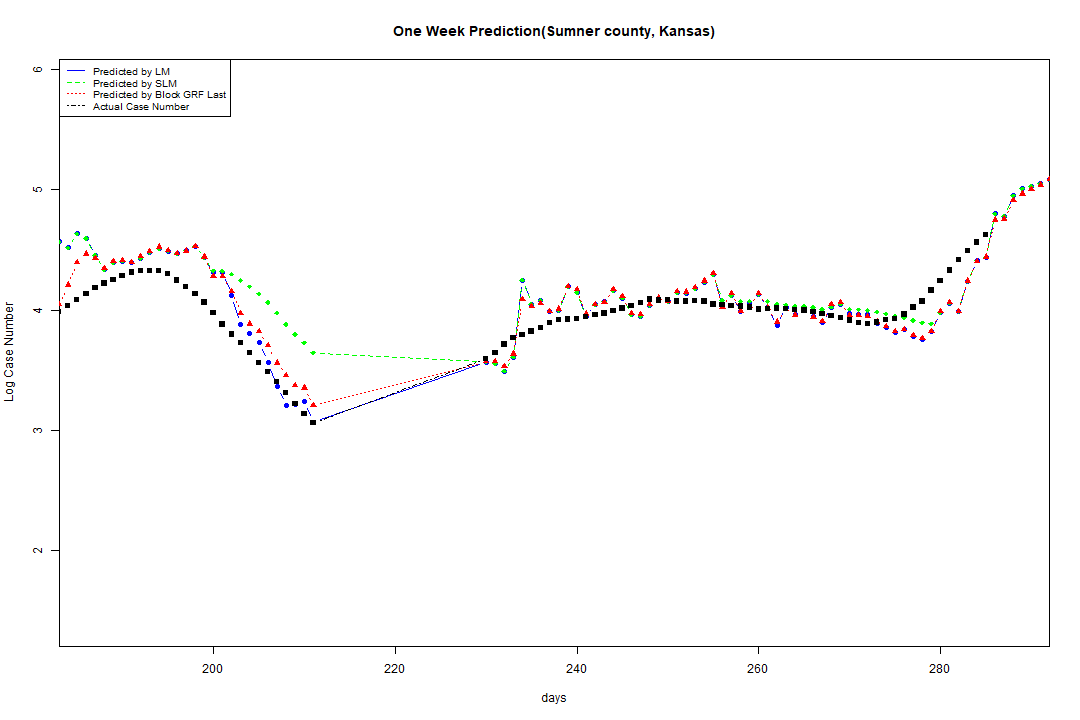 One Week Prediction(Sumner county, Kansas)
Predicted by LM
Predicted by SLM
Predicted by Block GRF Last
Actual Case Number
6
5
4
3
2
Log Case Number
200 220 240 260 280
days